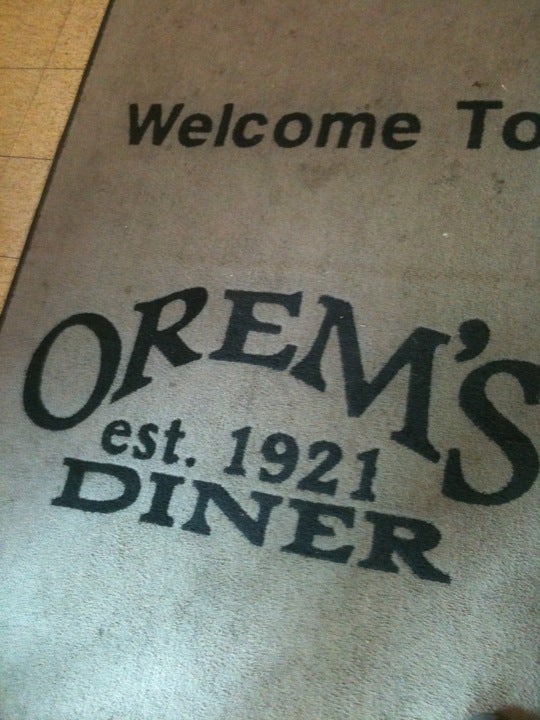 Welcome To
OREM'S
est. 1921
DINER